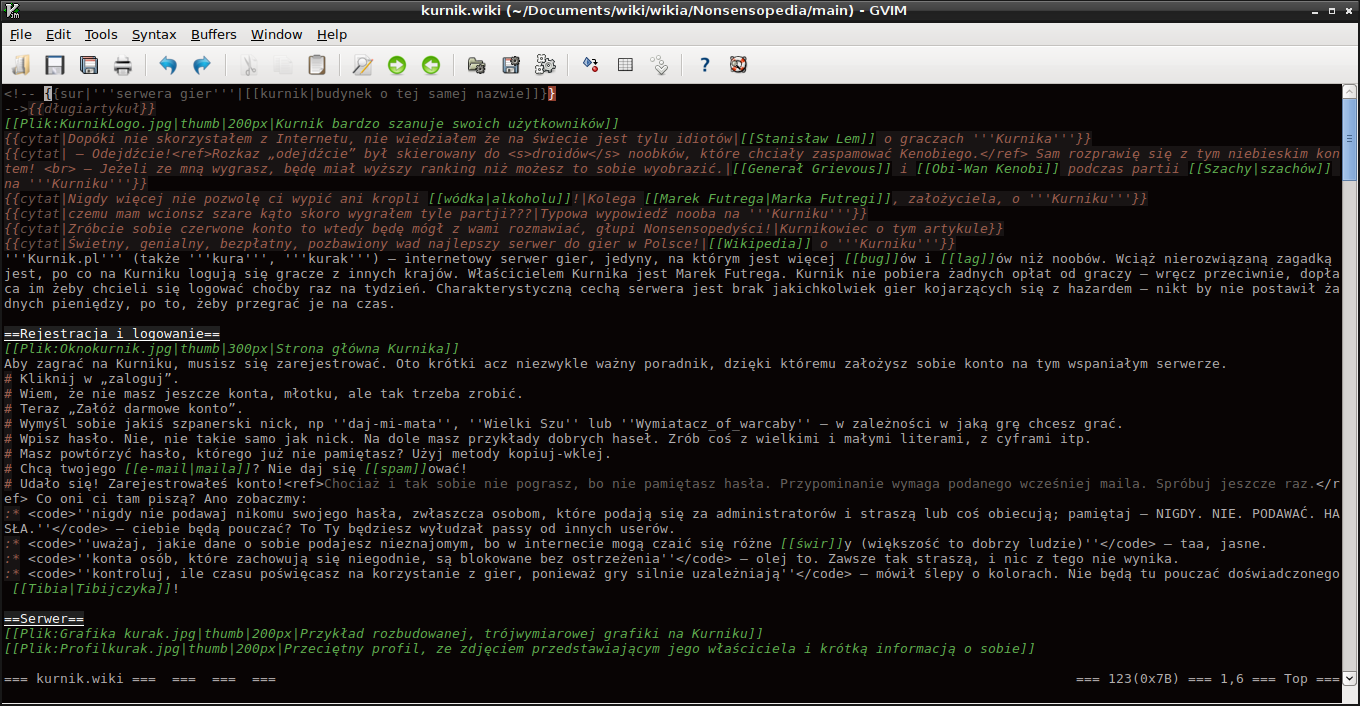 kurnik.wiki (~/Documents/wiki/wikia/Nonsensopedia/main) - GVIM
File Edit Tools Syntax Buffers Window Help
<!-- {{sur|'''serwera gier'''|[[kurnik|budynek o tej samej nazwie]]}}
-->{{długiartykuł}}
[[Plik:KurnikLogo.jpg|thumb|200px|Kurnik bardzo szanuje swoich użytkowników]]
{{cytat|Dopóki nie skorzystałem z Internetu, nie wiedziałem że na świecie jest tylu idiotów|[[Stanisław Lem]] o graczach '''Kurnika'''}}
{{cytat| – Odejdźcie!<ref>Rozkaz „odejdźcie” był skierowany do <s>droidów</s> noobków, które chciały zaspamować Kenobiego.</ref> Sam rozprawię się z tym niebieskim kon
tem! <br> – Jeżeli ze mną wygrasz, będę miał wyższy ranking niż możesz to sobie wyobrazić.|[[Generał Grievous]] i [[Obi-Wan Kenobi]] podczas partii [[Szachy|szachów]]
na '''Kurniku'''}}
{{cytat|Nigdy więcej nie pozwolę ci wypić ani kropli [[wódka|alkoholu]]!|Kolega [[Marek Futrega|Marka Futregi]], założyciela, o '''Kurniku'''}}
{{cytat|czemu mam wcionsz szare kąto skoro wygrałem tyle partji???|Typowa wypowiedź nooba na '''Kurniku'''}}
{{cytat|Zróbcie sobie czerwone konto to wtedy będę mógł z wami rozmawiać, głupi Nonsensopedyści!|Kurnikowiec o tym artykule}}
{{cytat|Świetny, genialny, bezpłatny, pozbawiony wad najlepszy serwer do gier w Polsce!|[[Wikipedia]] o '''Kurniku'''}}
'''Kurnik.pl''' (także '''kura''', '''kurak''') – internetowy serwer gier, jedyny, na którym jest więcej [[bug]]ów i [[lag]]ów niż noobów. Wciąż nierozwiązaną zagadką
jest, po co na Kurniku logują się gracze z innych krajów. Właścicielem Kurnika jest Marek Futrega. Kurnik nie pobiera żadnych opłat od graczy – wręcz przeciwnie, dopła
ca im żeby chcieli się logować choćby raz na tydzień. Charakterystyczną cechą serwera jest brak jakichkolwiek gier kojarzących się z hazardem – nikt by nie postawił ża
dnych pieniędzy, po to, żeby przegrać je na czas.
==Rejestracja i logowanie==
[[Plik:Oknokurnik.jpg|thumb|300px|Strona główna Kurnika]]
Aby zagrać na Kurniku, musisz się zarejestrować. Oto krótki acz niezwykle ważny poradnik, dzięki któremu założysz sobie konto na tym wspaniałym serwerze.
# Kliknij w „zaloguj”.
# Wiem, że nie masz jeszcze konta, młotku, ale tak trzeba zrobić.
# Teraz „Załóż darmowe konto”.
# Wymyśl sobie jakiś szpanerski nick, np ''daj-mi-mata'', ''Wielki Szu'' lub ''Wymiatacz_of_warcaby'' – w zależności w jaką grę chcesz grać.
# Wpisz hasło. Nie, nie takie samo jak nick. Na dole masz przykłady dobrych haseł. Zrób coś z wielkimi i małymi literami, z cyframi itp.
# Masz powtórzyć hasło, którego już nie pamiętasz? Użyj metody kopiuj-wklej.
# Chcą twojego [[e-mail|maila]]? Nie daj się [[spam]]ować!
# Udało się! Zarejestrowałeś konto!<ref>Chociaż i tak sobie nie pograsz, bo nie pamiętasz hasła. Przypominanie wymaga podanego wcześniej maila. Spróbuj jeszcze raz.</r
ef> Co oni ci tam piszą? Ano zobaczmy:
:* <code>''nigdy nie podawaj nikomu swojego hasła, zwłaszcza osobom, które podają się za administratorów i straszą lub coś obiecują; pamiętaj – NIGDY. NIE. PODAWAĆ. HA
SŁA.''</code> – ciebie będą pouczać? To Ty będziesz wyłudzał passy od innych userów.
:* <code>''uważaj, jakie dane o sobie podajesz nieznajomym, bo w internecie mogą czaić się różne [[świr]]y (większość to dobrzy ludzie)''</code> – taa, jasne.
:* <code>''konta osób, które zachowują się niegodnie, są blokowane bez ostrzeżenia''</code> – olej to. Zawsze tak straszą, i nic z tego nie wynika.
:* <code>''kontroluj, ile czasu poświęcasz na korzystanie z gier, ponieważ gry silnie uzależniają''</code> – mówił ślepy o kolorach. Nie będą tu pouczać doświadczonego
[[Tibia|Tibijczyka]]!
==Serwer==
[[Plik:Grafika kurak.jpg|thumb|200px|Przykład rozbudowanej, trójwymiarowej grafiki na Kurniku]]
[[Plik:Profilkurak.jpg|thumb|200px|Przeciętny profil, ze zdjęciem przedstawiającym jego właściciela i krótką informacją o sobie]]
=== kurnik.wiki ===  ===  ===  === === 123(0x7B) === 1,6 === Top ===